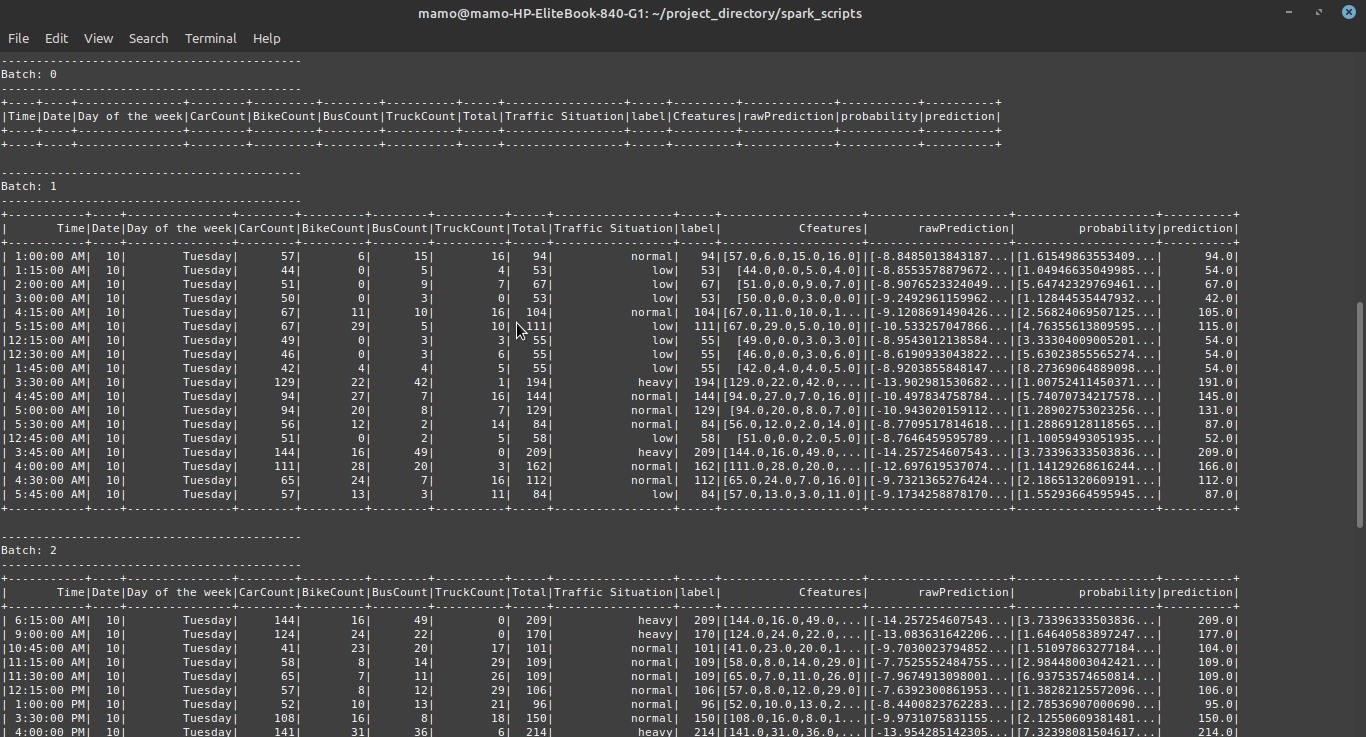 mamo@mamo-HP-EliteBook-840-G1: ~/project_directory/spark_scripts
File Edit View Search Terminal Help
-------------------------------------------
Batch: 0
-------------------------------------------
+----+----+---------------+--------+---------+--------+----------+-----+-----------------+-----+---------+-------------+-----------+----------+
|Time|Date|Day of the week|CarCount|BikeCount|BusCount|TruckCount|Total|Traffic Situation|label|Cfeatures|rawPrediction|probability|prediction|
+----+----+---------------+--------+---------+--------+----------+-----+-----------------+-----+---------+-------------+-----------+----------+
+----+----+---------------+--------+---------+--------+----------+-----+-----------------+-----+---------+-------------+-----------+----------+
-------------------------------------------
Batch: 1
-------------------------------------------
+-----------+----+---------------+--------+---------+--------+----------+-----+-----------------+-----+--------------------+--------------------+--------------------+----------+
|       Time|Date|Day of the week|CarCount|BikeCount|BusCount|TruckCount|Total|Traffic Situation|label|           Cfeatures|       rawPrediction|         probability|prediction|
+-----------+----+---------------+--------+---------+--------+----------+-----+-----------------+-----+--------------------+--------------------+--------------------+----------+
| 1:00:00 AM|  10|        Tuesday|      57|        6|      15|        16|   94|           normal|   94|[57.0,6.0,15.0,16.0]|[-8.8485013843187...|[1.61549863553409...|      94.0|
| 1:15:00 AM|  10|        Tuesday|      44|        0|       5|         4|   53|              low|   53|  [44.0,0.0,5.0,4.0]|[-8.8553578879672...|[1.04946635049985...|      54.0|
| 2:00:00 AM|  10|        Tuesday|      51|        0|       9|         7|   67|              low|   67|  [51.0,0.0,9.0,7.0]|[-8.9076523324049...|[5.64742329769461...|      67.0|
| 3:00:00 AM|  10|        Tuesday|      50|        0|       3|         0|   53|              low|   53|  [50.0,0.0,3.0,0.0]|[-9.2492961159962...|[1.12844535447932...|      42.0|
| 4:15:00 AM|  10|        Tuesday|      67|       11|      10|        16|  104|           normal|  104|[67.0,11.0,10.0,1...|[-9.1208691490426...|[2.56824069507125...|     105.0|
| 5:15:00 AM|  10|        Tuesday|      67|       29|       5|        10|  111|              low|  111|[67.0,29.0,5.0,10.0]|[-10.533257047866...|[4.76355613809595...|     115.0|
|12:15:00 AM|  10|        Tuesday|      49|        0|       3|         3|   55|              low|   55|  [49.0,0.0,3.0,3.0]|[-8.9543012138584...|[3.33304009005201...|      54.0|
|12:30:00 AM|  10|        Tuesday|      46|        0|       3|         6|   55|              low|   55|  [46.0,0.0,3.0,6.0]|[-8.6190933043822...|[5.63023855565274...|      54.0|
| 1:45:00 AM|  10|        Tuesday|      42|        4|       4|         5|   55|              low|   55|  [42.0,4.0,4.0,5.0]|[-8.9203855848147...|[8.27369064889098...|      54.0|
| 3:30:00 AM|  10|        Tuesday|     129|       22|      42|         1|  194|            heavy|  194|[129.0,22.0,42.0,...|[-13.902981530682...|[1.00752411450371...|     191.0|
| 4:45:00 AM|  10|        Tuesday|      94|       27|       7|        16|  144|           normal|  144|[94.0,27.0,7.0,16.0]|[-10.497834758784...|[5.74070734217578...|     145.0|
| 5:00:00 AM|  10|        Tuesday|      94|       20|       8|         7|  129|           normal|  129| [94.0,20.0,8.0,7.0]|[-10.943020159112...|[1.28902753023256...|     131.0|
| 5:30:00 AM|  10|        Tuesday|      56|       12|       2|        14|   84|           normal|   84|[56.0,12.0,2.0,14.0]|[-8.7709517814618...|[1.28869128118565...|      87.0|
|12:45:00 AM|  10|        Tuesday|      51|        0|       2|         5|   58|              low|   58|  [51.0,0.0,2.0,5.0]|[-8.7646459595789...|[1.10059493051935...|      52.0|
| 3:45:00 AM|  10|        Tuesday|     144|       16|      49|         0|  209|            heavy|  209|[144.0,16.0,49.0,...|[-14.257254607543...|[3.73396333503836...|     209.0|
| 4:00:00 AM|  10|        Tuesday|     111|       28|      20|         3|  162|           normal|  162|[111.0,28.0,20.0,...|[-12.697619537074...|[1.14129268616244...|     166.0|
| 4:30:00 AM|  10|        Tuesday|      65|       24|       7|        16|  112|           normal|  112|[65.0,24.0,7.0,16.0]|[-9.7321365276424...|[2.18651320609191...|     112.0|
| 5:45:00 AM|  10|        Tuesday|      57|       13|       3|        11|   84|              low|   84|[57.0,13.0,3.0,11.0]|[-9.1734258878170...|[1.55293664595945...|      87.0|
+-----------+----+---------------+--------+---------+--------+----------+-----+-----------------+-----+--------------------+--------------------+--------------------+----------+
-------------------------------------------
Batch: 2
-------------------------------------------
+-----------+----+---------------+--------+---------+--------+----------+-----+-----------------+-----+--------------------+--------------------+--------------------+----------+
|       Time|Date|Day of the week|CarCount|BikeCount|BusCount|TruckCount|Total|Traffic Situation|label|           Cfeatures|       rawPrediction|         probability|prediction|
+-----------+----+---------------+--------+---------+--------+----------+-----+-----------------+-----+--------------------+--------------------+--------------------+----------+
| 6:15:00 AM|  10|        Tuesday|     144|       16|      49|         0|  209|            heavy|  209|[144.0,16.0,49.0,...|[-14.257254607543...|[3.73396333503836...|     209.0|
| 9:00:00 AM|  10|        Tuesday|     124|       24|      22|         0|  170|            heavy|  170|[124.0,24.0,22.0,...|[-13.083631642206...|[1.64640583897247...|     177.0|
|10:45:00 AM|  10|        Tuesday|      41|       23|      20|        17|  101|           normal|  101|[41.0,23.0,20.0,1...|[-9.7030023794852...|[1.51097863277184...|     104.0|
|11:15:00 AM|  10|        Tuesday|      58|        8|      14|        29|  109|           normal|  109|[58.0,8.0,14.0,29.0]|[-7.7525552484755...|[2.98448003042421...|     109.0|
|11:30:00 AM|  10|        Tuesday|      65|        7|      11|        26|  109|           normal|  109|[65.0,7.0,11.0,26.0]|[-7.9674913098001...|[6.93753574650814...|     109.0|
|12:15:00 PM|  10|        Tuesday|      57|        8|      12|        29|  106|           normal|  106|[57.0,8.0,12.0,29.0]|[-7.6392300861953...|[1.38282125572096...|     106.0|
| 1:00:00 PM|  10|        Tuesday|      52|       10|      13|        21|   96|           normal|   96|[52.0,10.0,13.0,2...|[-8.4400823762283...|[2.78536907000690...|      95.0|
| 3:30:00 PM|  10|        Tuesday|     108|       16|       8|        18|  150|           normal|  150|[108.0,16.0,8.0,1...|[-9.9731075831155...|[2.12550609381481...|     150.0|
| 4:00:00 PM|  10|        Tuesday|     141|       31|      36|         6|  214|            heavy|  214|[141.0,31.0,36.0,...|[-13.954285142305...|[7.32398081504617...|     214.0|